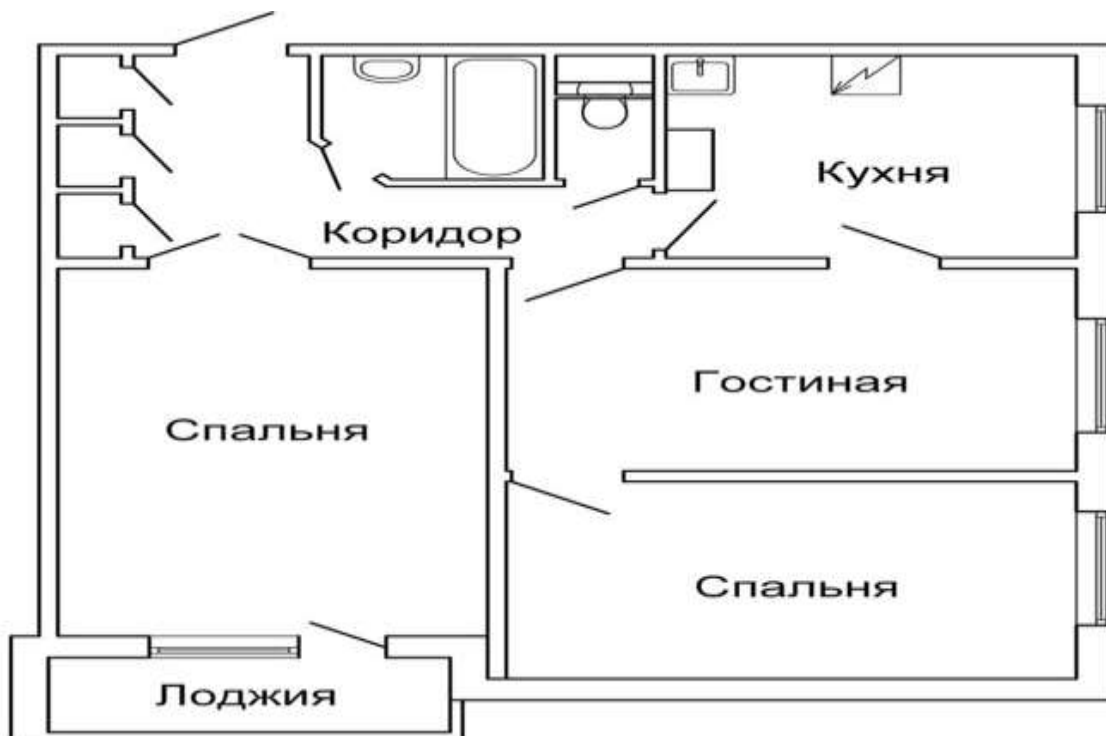 Кухня
Коридор
Гостиная
Спальня
Спальня
Лоджия